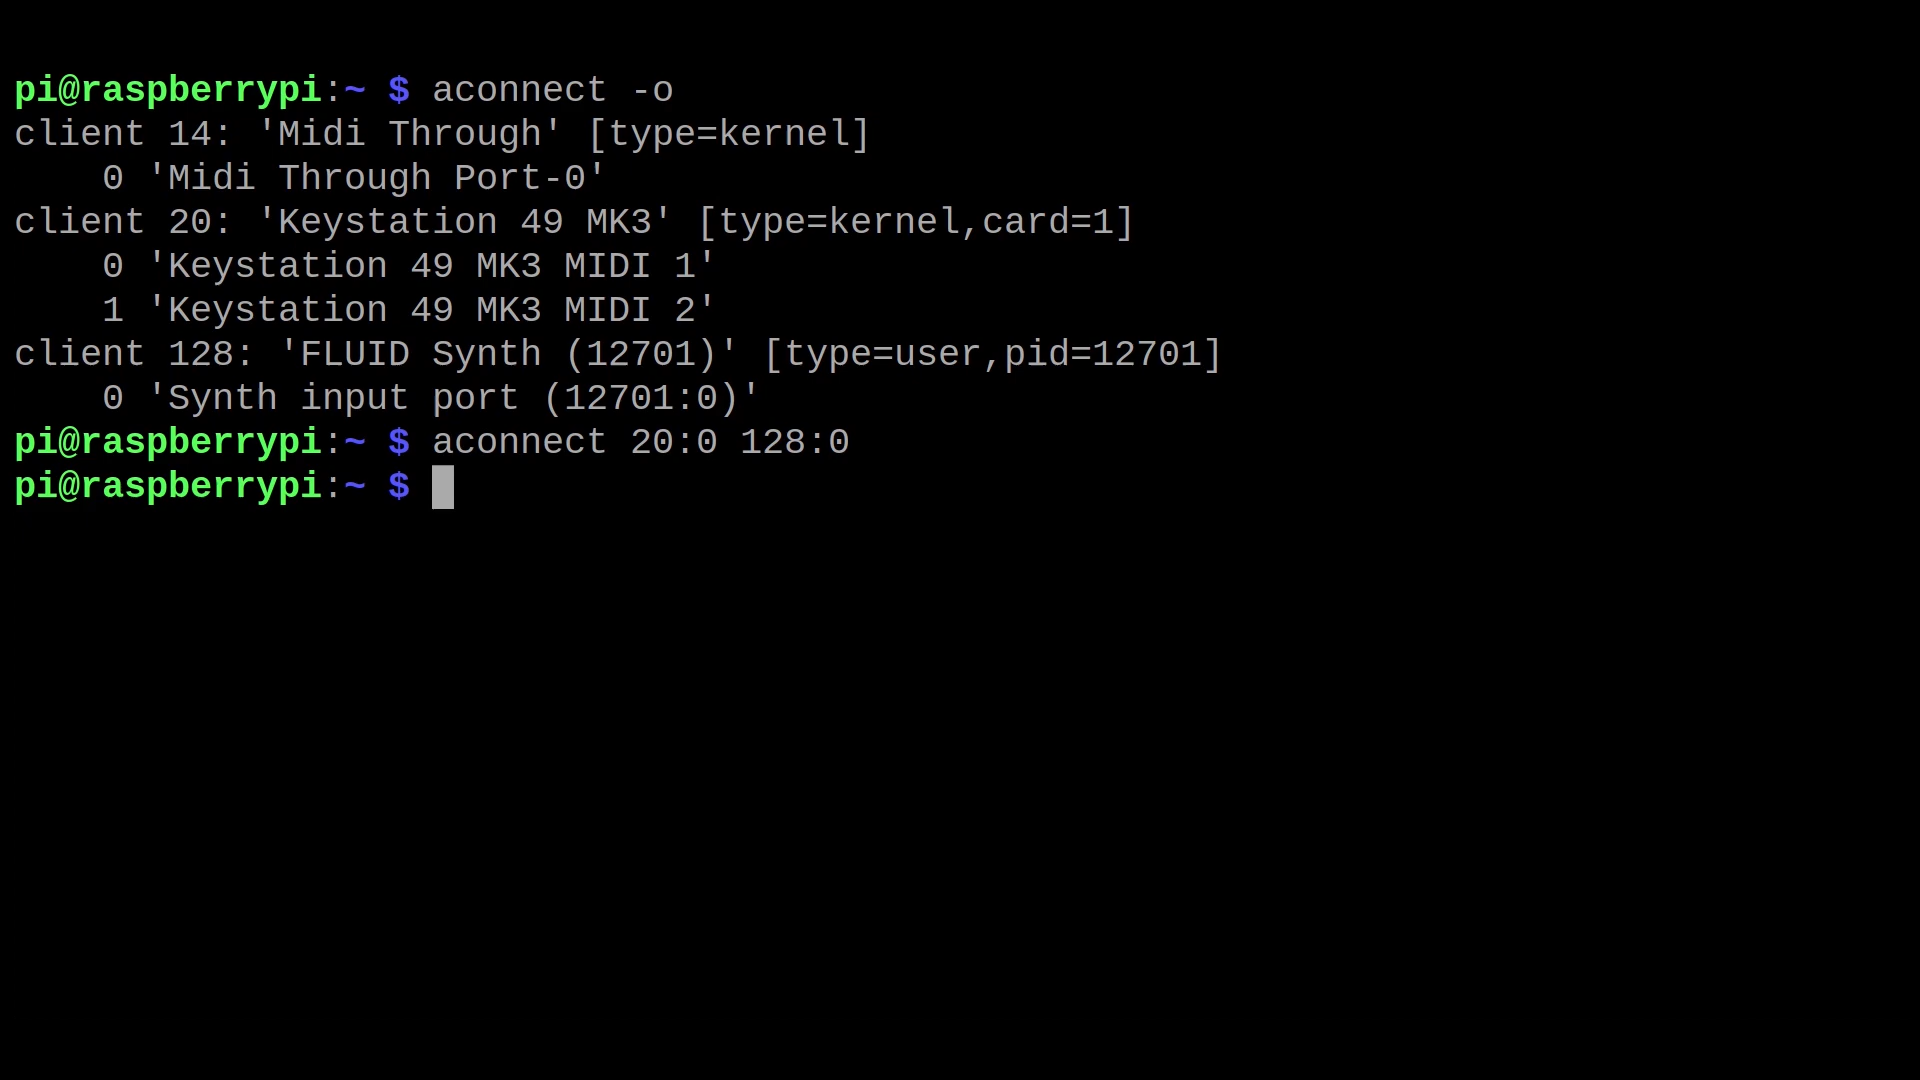 pi@raspberrypi:~ $ aconnect -o
client 14: 'Midi Through' [type=kernel]
    0 'Midi Through Port-0'
client 20: 'Keystation 49 MK3' [type=kernel,card=1]
    0 'Keystation 49 MK3 MIDI 1'
    1 'Keystation 49 MK3 MIDI 2'
client 128: 'FLUID Synth (12701)' [type=user,pid=12701]
    0 'Synth input port (12701:0)'
pi@raspberrypi:~ $ aconnect 20:0 128:0
pi@raspberrypi:~ $